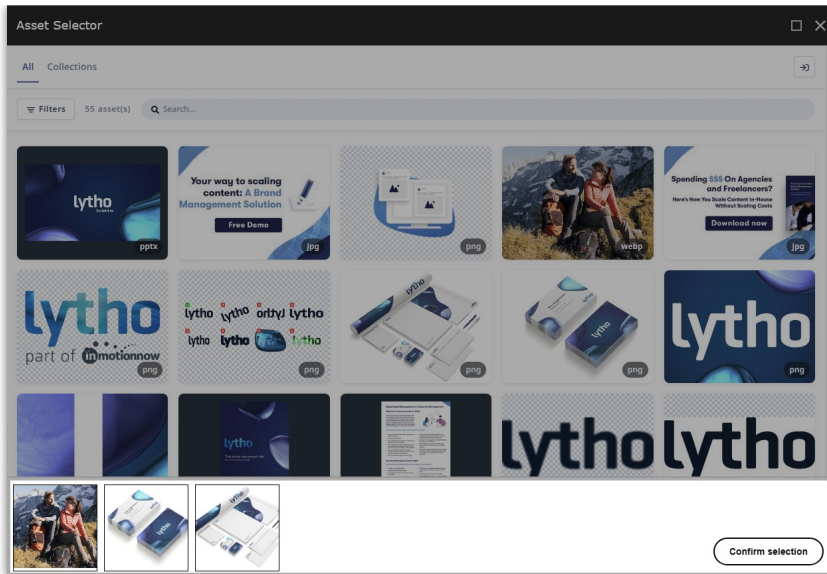 Asset Selector
All Collections
Filters 55 asset(s) Search...
lytho
pptx
Your way to scaling
content: A Brand
Management Solution
Free Demo
jpg
png
webp
Spending $$$ On Agencies
and Freelancers?
Here's How You Scale Content In-House
Without Scaling Costs
Download now
jpg
lytho
part of inmotionnow
png
lytho lytho lytho lytho
lytho lytho lytho
png
lytho
png
lytho
png
lytho
png
lytho
lytho
lytho
lytho
lytho
Confirm selection